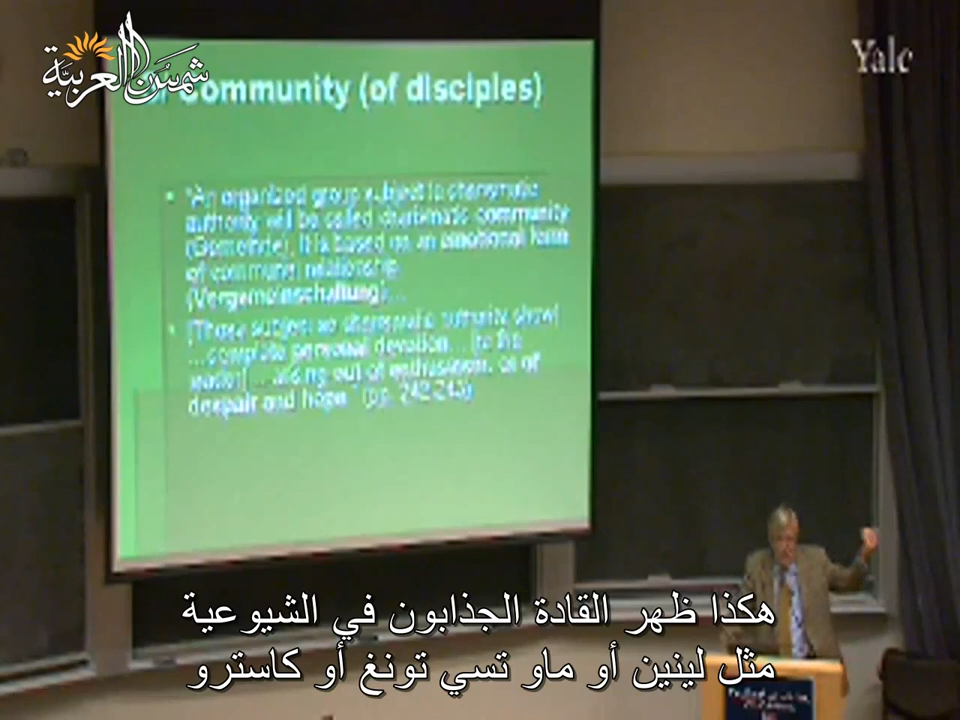 شمس العربية
Yale
Community (of disciples)
• "An organized group subject to charismatic
authority will be called charismatic community
(Gemeinde). It is based on an emotional form
of communal relationship
(Vergemeinschaftung)...
• [Those subject to charismatic authority show]
...complete personal devotion... [to the
leader] ...arising out of enthusiasm, or of
despair and hope." (pp. 242-243)
هكذا ظهر القادة الجذابون في الشيوعية
مثل لينين أو ماو تسي تونغ أو كاسترو